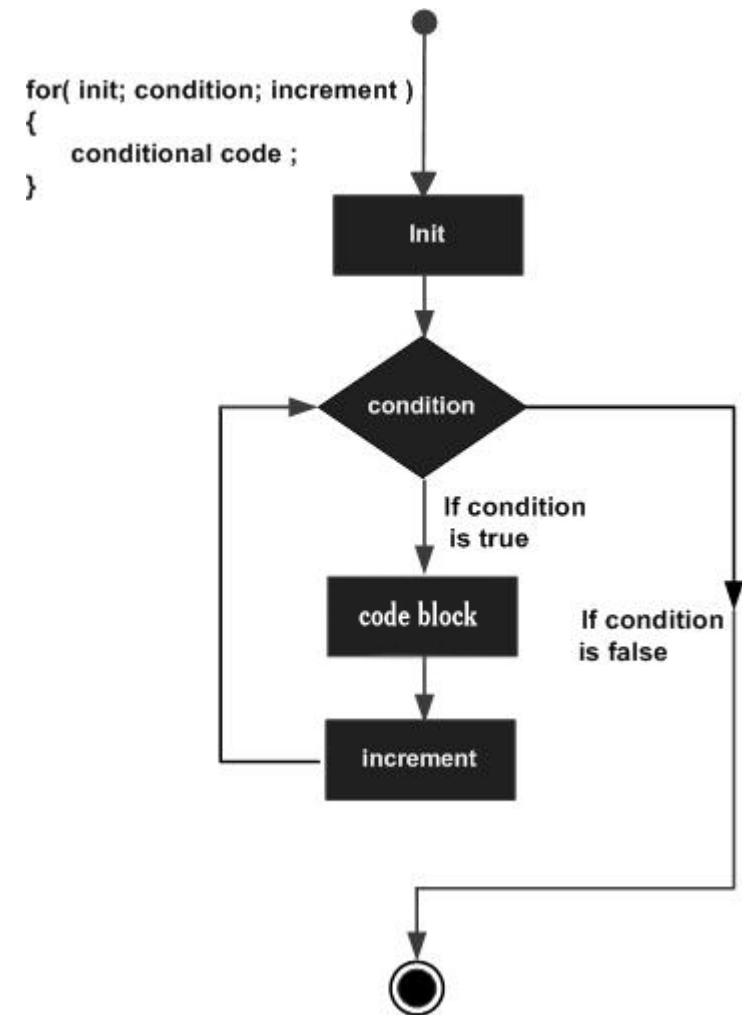 for( init; condition; increment )
{
conditional code ;
}
Init
condition
If condition
is true
code block
If condition
is false
increment